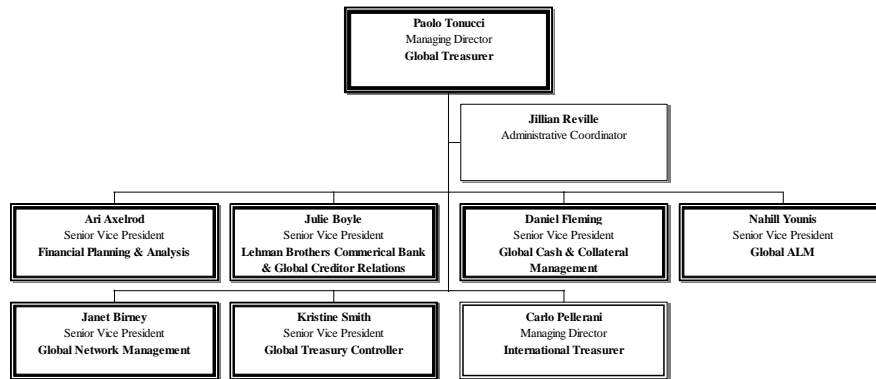 Paolo Tonucci
Managing Director
Global Treasurer
Jillian Reville
Administrative Coordinator
Ari Axelrod
Senior Vice President
Financial Planning & Analysis
Julie Boyle
Senior Vice President
Lehman Brothers Commerical Bank
& Global Creditor Relations
Daniel Fleming
Senior Vice President
Global Cash & Collateral
Management
Nahill Younis
Senior Vice President
Global ALM
Janet Birney
Senior Vice President
Global Network Management
Kristine Smith
Senior Vice President
Global Treasury Controller
Carlo Pellerani
Managing Director
International Treasurer